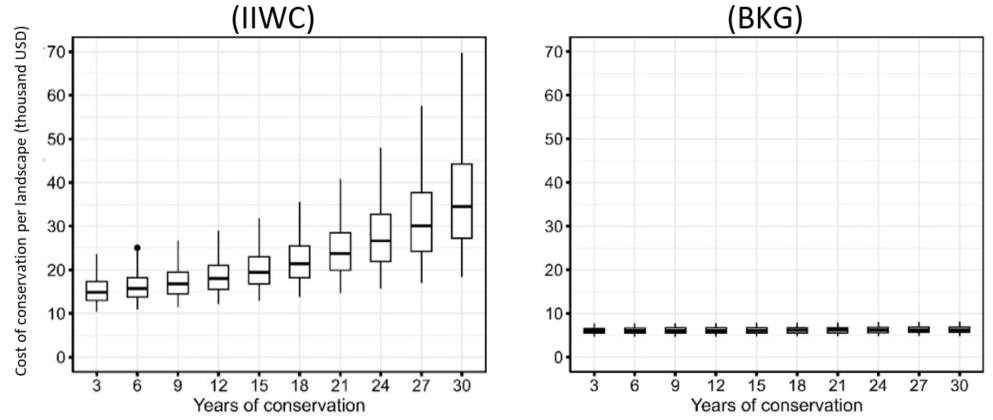 (IIWC)
Cost of conservation per landscape (thousand USD)
70
60
50
40
30
20
10
0
3 6 9 12 15 18 21 24 27 30
Years of conservation
(BKG)
70
60
50
40
30
20
10
0
3 6 9 12 15 18 21 24 27 30
Years of conservation